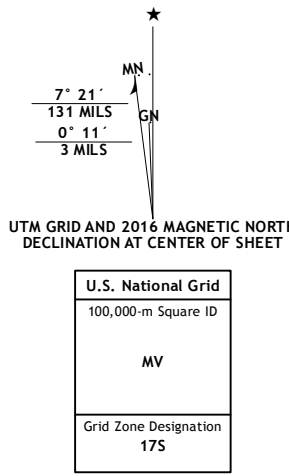 MN
7° 21´
131 MILS
GN
0° 11´
3 MILS
UTM GRID AND 2016 MAGNETIC NORTH
DECLINATION AT CENTER OF SHEET
U.S. National Grid
100,000-m Square ID
MV
Grid Zone Designation
17S